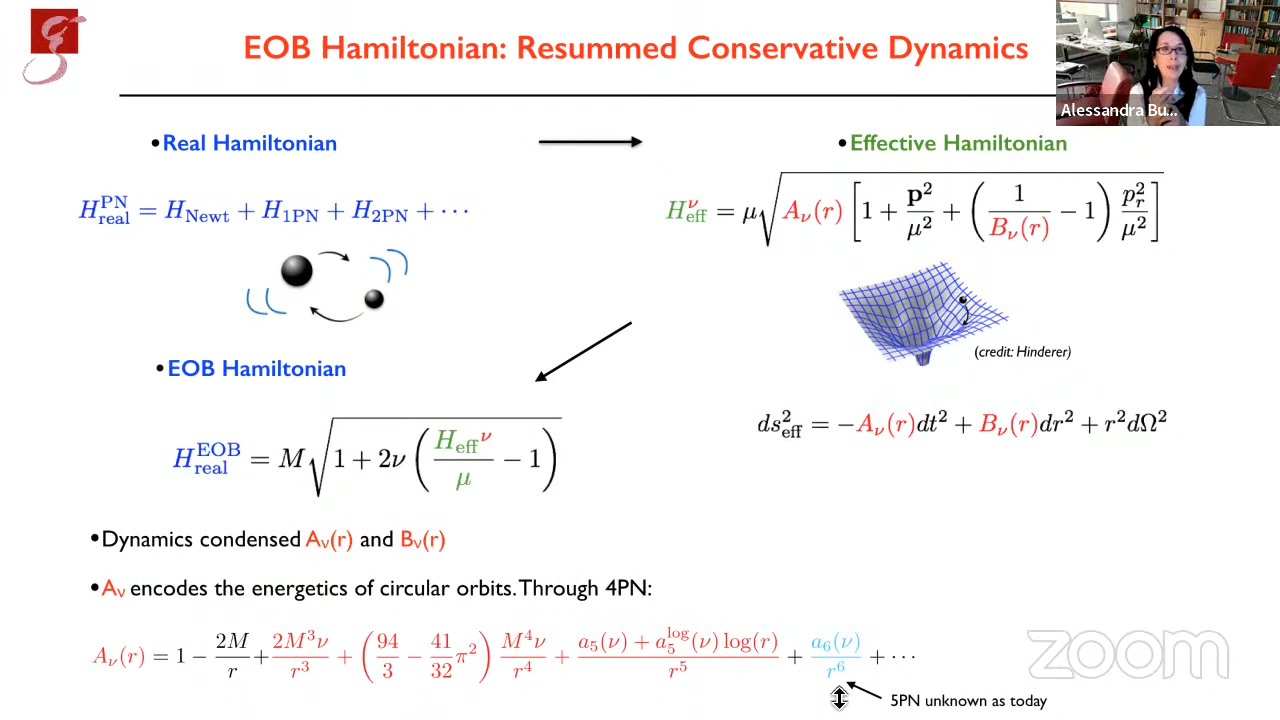 EOB Hamiltonian: Resummed Conservative Dynamics
Alessandra Bu...
•Real Hamiltonian
•Effective Hamiltonian
H_real^PN = H_Newt + H_1PN + H_2PN + ⋯
H_eff^ν = μ√(A_ν(r) [1 + p²/μ² + (1/B_ν(r) − 1) p_r²/μ²])
(credit: Hinderer)
•EOB Hamiltonian
ds²_eff = −A_ν(r)dt² + B_ν(r)dr² + r²dΩ²
H_real^EOB = M√(1 + 2ν (H_eff^ν/μ − 1))
•Dynamics condensed A_ν(r) and B_ν(r)
•A_ν encodes the energetics of circular orbits. Through 4PN:
A_ν(r) = 1 − 2M/r + 2M³ν/r³ + (94/3 − 41/32 π²) M⁴ν/r⁴ + (a_5(ν) + a_5^log(ν) log(r))/r⁵ + a_6(ν)/r⁶ + ⋯
zoom
5PN unknown as today